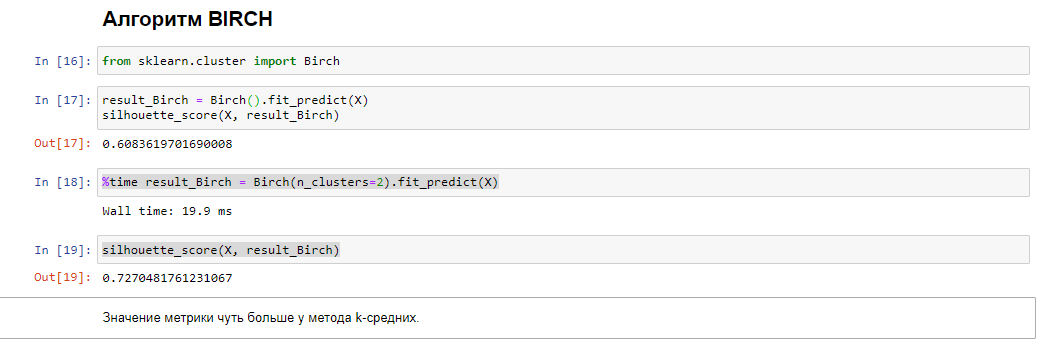 Алгоритм BIRCH
In [16]: from sklearn.cluster import Birch
In [17]: result_Birch = Birch().fit_predict(X)
silhouette_score(X, result_Birch)
Out[17]: 0.6083619701690008
In [18]: %time result_Birch = Birch(n_clusters=2).fit_predict(X)
Wall time: 19.9 ms
In [19]: silhouette_score(X, result_Birch)
Out[19]: 0.7270481761231067
Значение метрики чуть больше у метода k-средних.